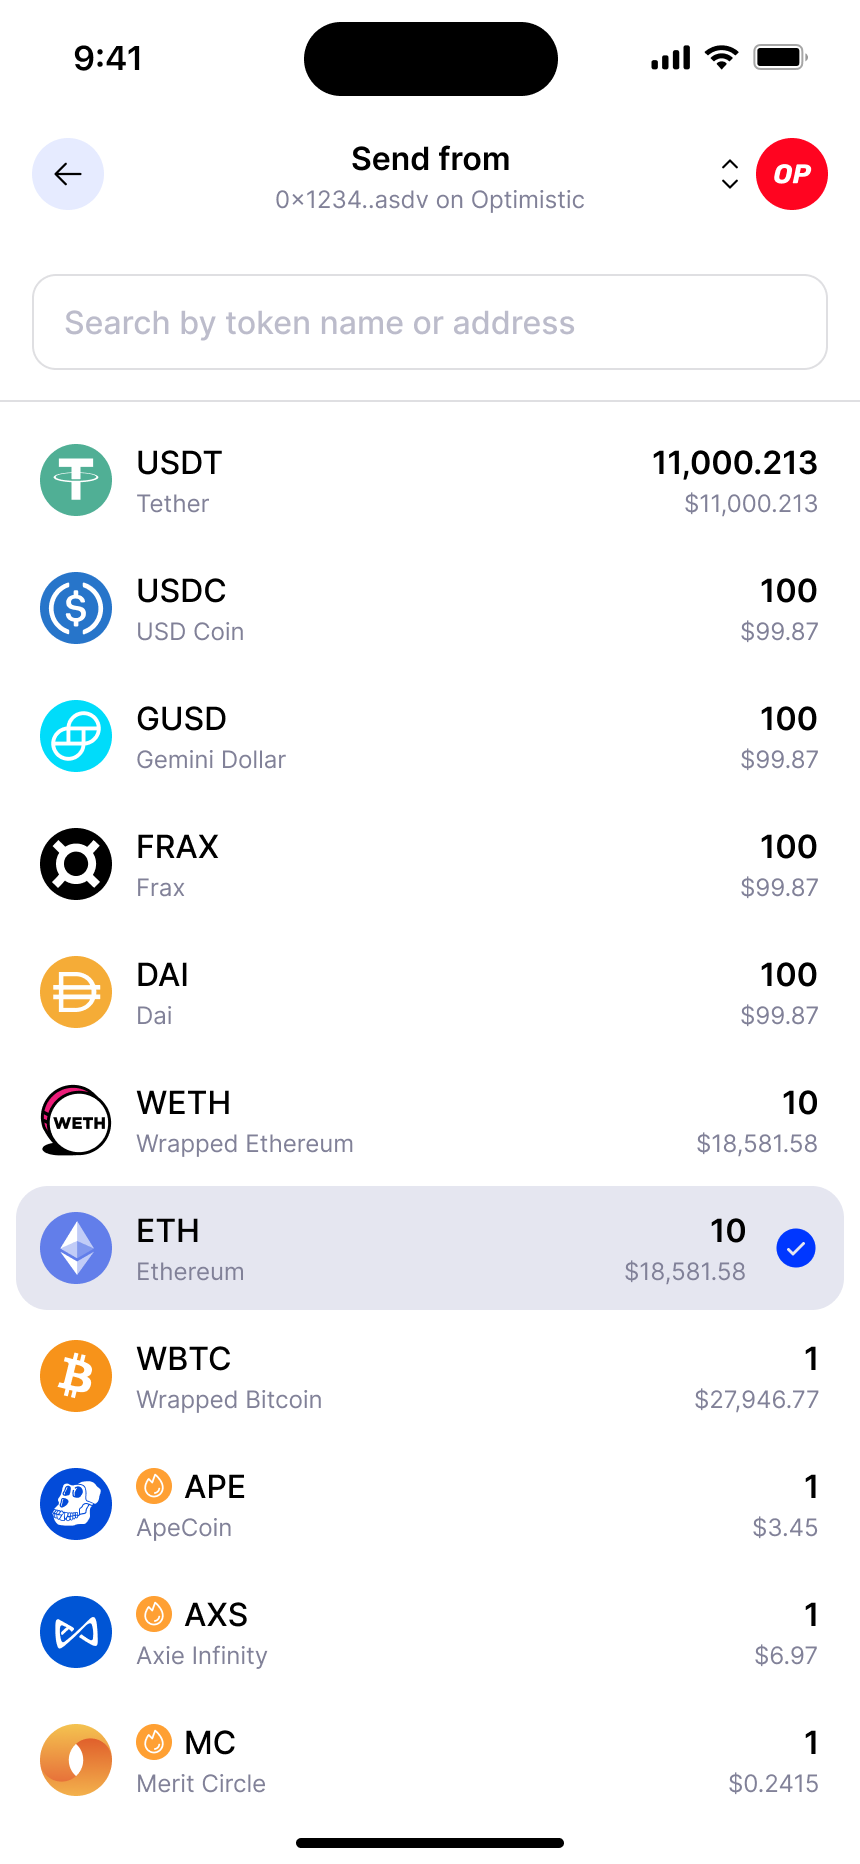 9:41
Send from
0×1234..asdv on Optimistic
OP
Search by token name or address
USDT
11,000.213
Tether
$11,000.213
USDC
100
USD Coin
$99.87
GUSD
100
Gemini Dollar
$99.87
FRAX
100
Frax
$99.87
DAI
100
Dai
$99.87
WETH
WETH
10
Wrapped Ethereum
$18,581.58
ETH
10
Ethereum
$18,581.58
WBTC
1
Wrapped Bitcoin
$27,946.77
APE
1
ApeCoin
$3.45
AXS
1
Axie Infinity
$6.97
MC
1
Merit Circle
$0.2415